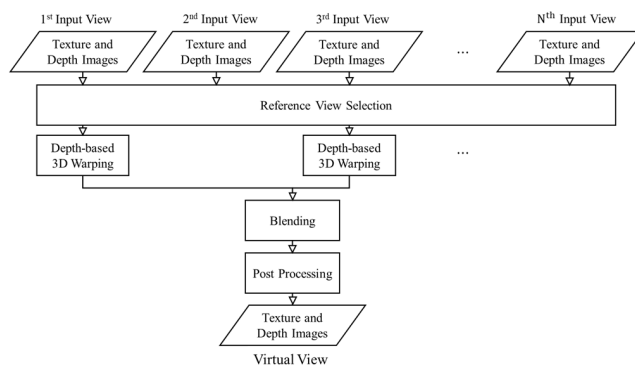 1st Input View
2nd Input View
3rd Input View
Nth Input View
Texture and
Depth Images
Texture and
Depth Images
Texture and
Depth Images
...
Texture and
Depth Images
Reference View Selection
Depth-based
3D Warping
Depth-based
3D Warping
...
Blending
Post Processing
Texture and
Depth Images
Virtual View